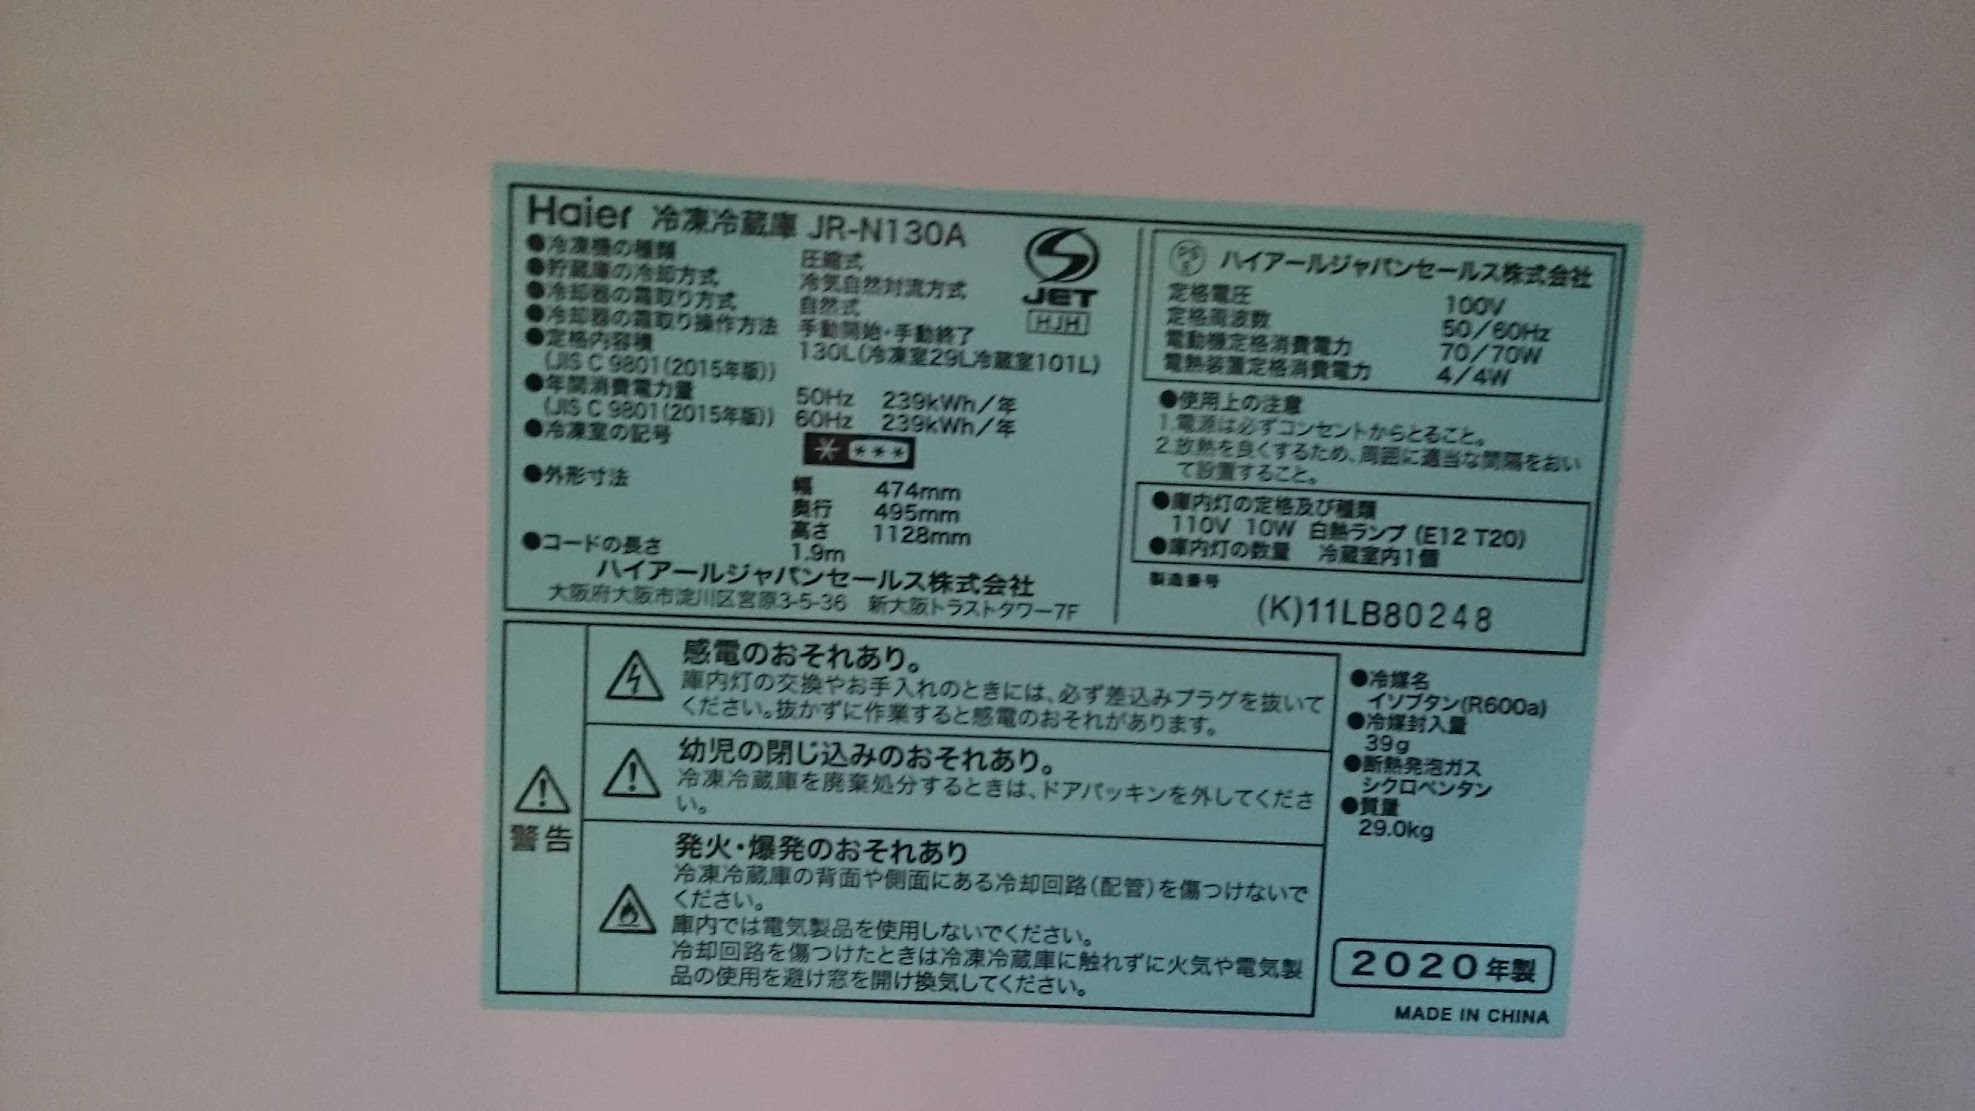 Haier 冷凍冷蔵庫 JR-N130A
●冷凍機の種類 圧縮式
●貯蔵庫の冷却方式 冷気自然対流方式
●冷却器の霜取り方式 自然式
●冷却器の霜取り操作方法 手動開始・手動終了
●定格内容積 130L(冷凍室29L冷蔵室101L)
(JIS C 9801(2015年版))
●年間消費電力量 50Hz 239kWh/年
(JIS C 9801(2015年版)) 60Hz 239kWh/年
●冷凍室の記号
●外形寸法 幅 474mm
奥行 495mm
高さ 1128mm
●コードの長さ 1.9m
ハイアールジャパンセールス株式会社
大阪府大阪市淀川区宮原3-5-36 新大阪トラストタワー7F
JET
HJH
PSE ハイアールジャパンセールス株式会社
定格電圧 100V
定格周波数 50/60Hz
電動機定格消費電力 70/70W
電熱装置定格消費電力 4/4W
●使用上の注意
1.電源は必ずコンセントからとること。
2.放熱を良くするため、周囲に適当な間隔をおい
て設置すること。
●庫内灯の定格及び種類
110V 10W 白熱ランプ (E12 T20)
●庫内灯の数量 冷蔵室内1個
製造番号
(K)11LB80248
警告
感電のおそれあり。
庫内灯の交換やお手入れのときには、必ず差込みプラグを抜いて
ください。抜かずに作業すると感電のおそれがあります。
幼児の閉じ込みのおそれあり。
冷凍冷蔵庫を廃棄処分するときは、ドアパッキンを外してくださ
い。
発火・爆発のおそれあり
冷凍冷蔵庫の背面や側面にある冷却回路(配管)を傷つけないで
ください。
庫内では電気製品を使用しないでください。
冷却回路を傷つけたときは冷凍冷蔵庫に触れずに火気や電気製
品の使用を避け窓を開け換気してください。
●冷媒名
イソブタン(R600a)
●冷媒封入量
39g
●断熱発泡ガス
シクロペンタン
●質量
29.0kg
2020年製
MADE IN CHINA